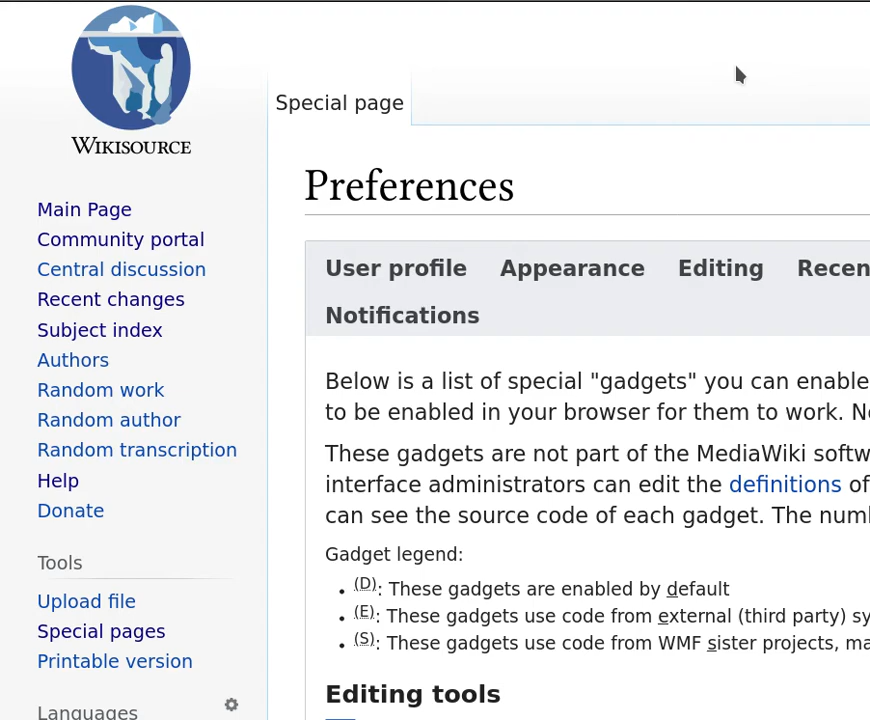 WIKISOURCE
Special page
Preferences
Main Page
Community portal
Central discussion
Recent changes
Subject index
Authors
Random work
Random author
Random transcription
Help
Donate
Tools
Upload file
Special pages
Printable version
Languages
User profile Appearance Editing Recen
Notifications
Below is a list of special "gadgets" you can enable
to be enabled in your browser for them to work. N
These gadgets are not part of the MediaWiki softw
interface administrators can edit the definitions of
can see the source code of each gadget. The num
Gadget legend:
• (D): These gadgets are enabled by default
• (E): These gadgets use code from external (third party) sy
• (S): These gadgets use code from WMF sister projects, ma
Editing tools